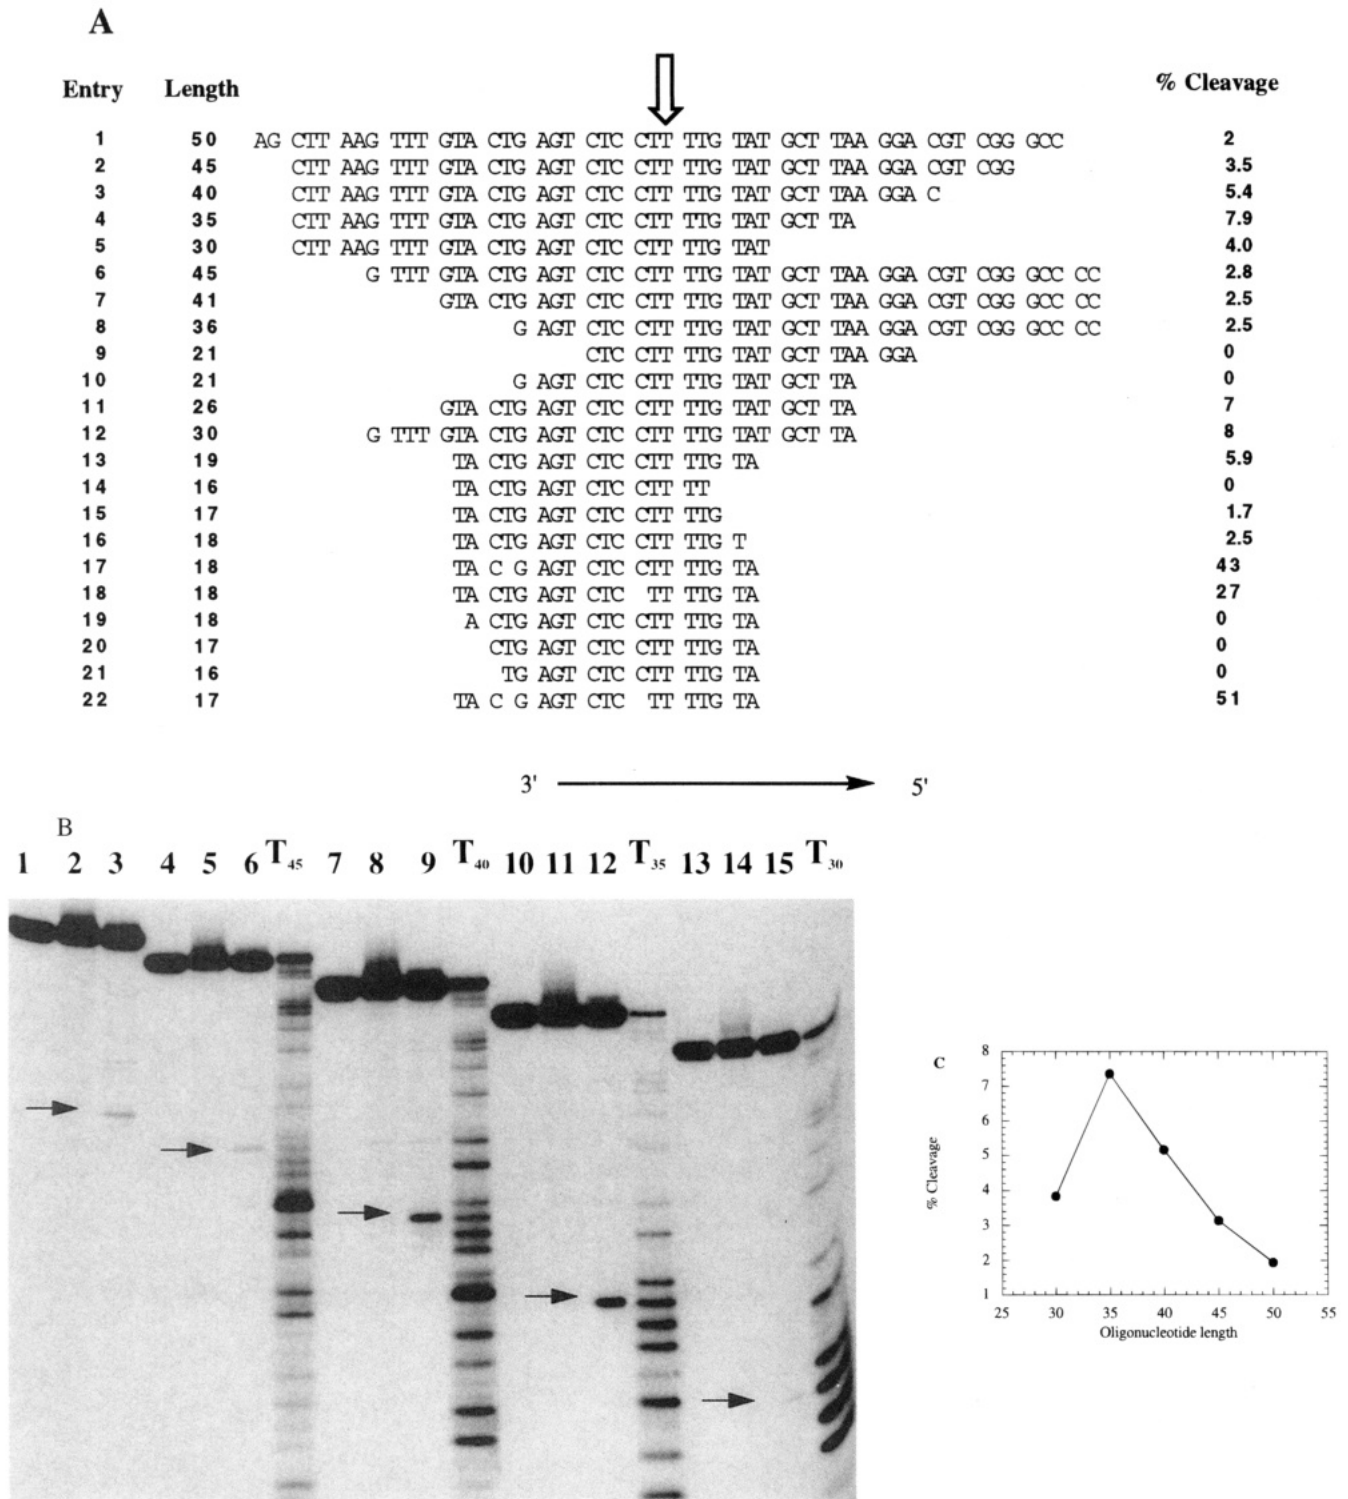 A
Entry Length % Cleavage
1 50 AG CTT AAG TTT GTA CTG AGT CTC CTT TTG TAT GCT TAA GGA CGT CGG GCC 2
2 45 CTT AAG TTT GTA CTG AGT CTC CTT TTG TAT GCT TAA GGA CGT CGG 3.5
3 40 CTT AAG TTT GTA CTG AGT CTC CTT TTG TAT GCT TAA GGA C 5.4
4 35 CTT AAG TTT GTA CTG AGT CTC CTT TTG TAT GCT TA 7.9
5 30 CTT AAG TTT GTA CTG AGT CTC CTT TTG TAT 4.0
6 45 G TTT GTA CTG AGT CTC CTT TTG TAT GCT TAA GGA CGT CGG GCC CC 2.8
7 41 GTA CTG AGT CTC CTT TTG TAT GCT TAA GGA CGT CGG GCC CC 2.5
8 36 G AGT CTC CTT TTG TAT GCT TAA GGA CGT CGG GCC CC 2.5
9 21 CTC CTT TTG TAT GCT TAA GGA 0
10 21 G AGT CTC CTT TTG TAT GCT TA 0
11 26 GTA CTG AGT CTC CTT TTG TAT GCT TA 7
12 30 G TTT GTA CTG AGT CTC CTT TTG TAT GCT TA 8
13 19 TA CTG AGT CTC CTT TTG TA 5.9
14 16 TA CTG AGT CTC CTT TT 0
15 17 TA CTG AGT CTC CTT TTG 1.7
16 18 TA CTG AGT CTC CTT TTG T 2.5
17 18 TA C G AGT CTC CTT TTG TA 43
18 18 TA CTG AGT CTC TT TTG TA 27
19 18 A CTG AGT CTC CTT TTG TA 0
20 17 CTG AGT CTC CTT TTG TA 0
21 16 TG AGT CTC CTT TTG TA 0
22 17 TA C G AGT CTC TT TTG TA 51
3' 5'
B
1 2 3 4 5 6 T45 7 8 9 T40 10 11 12 T35 13 14 15 T30
C
8
7
6
5
4
3
2
1
% Cleavage
25 30 35 40 45 50 55
Oligonucleotide length